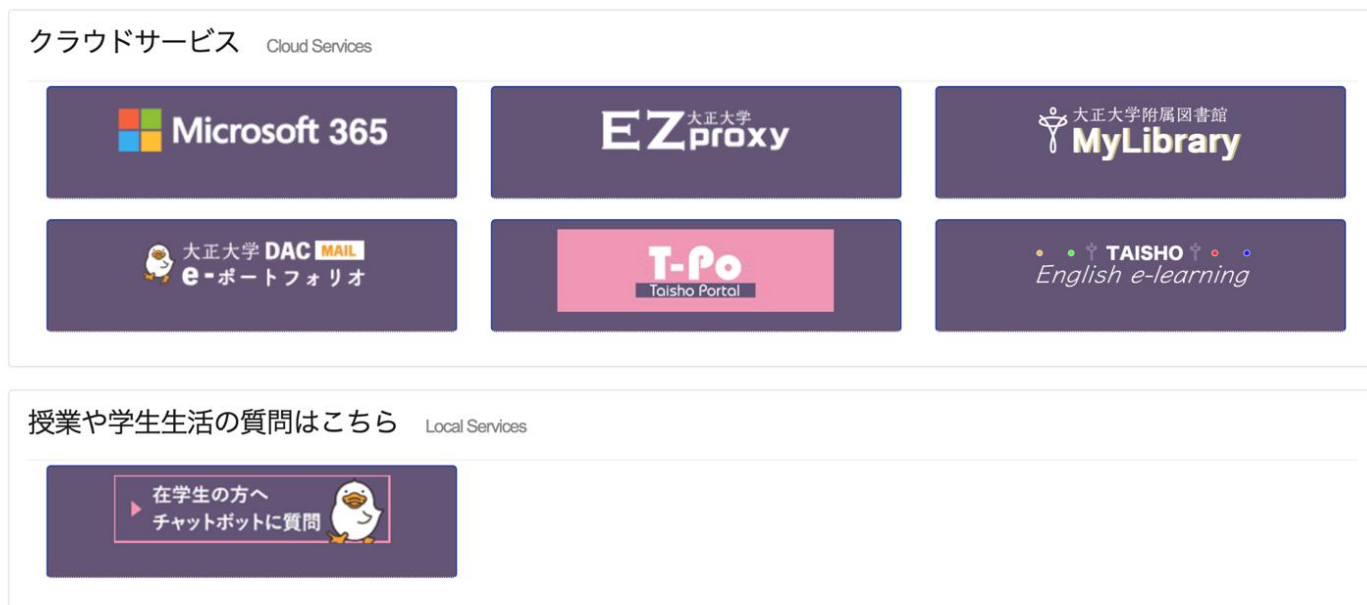 クラウドサービス Cloud Services
Microsoft 365
EZproxy 大正大学
大正大学附属図書館
MyLibrary
大正大学 DAC MAIL
e-ポートフォリオ
T-Po
Taisho Portal
TAISHO
English e-learning
授業や学生生活の質問はこちら Local Services
在学生の方へ
チャットボットに質問